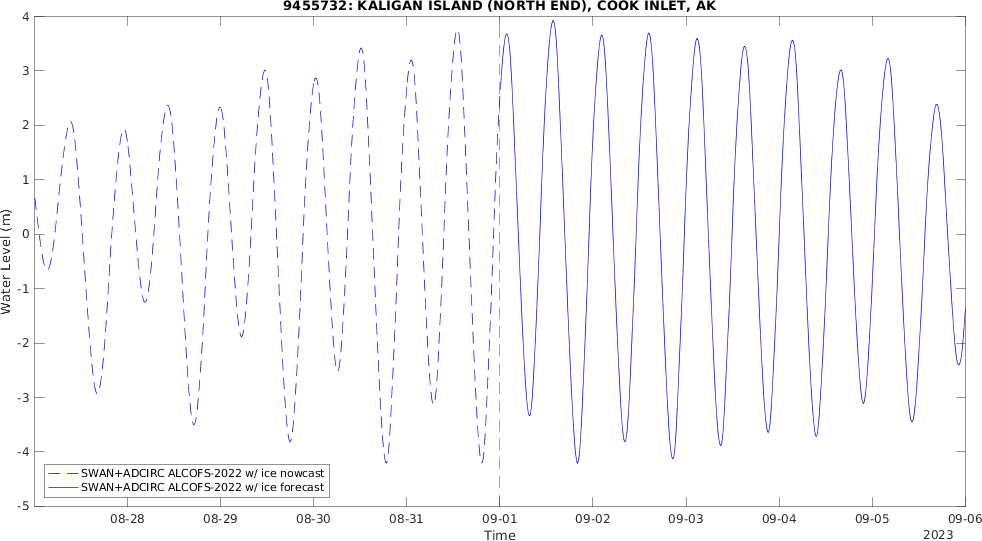 9455732: KALIGAN ISLAND (NORTH END), COOK INLET, AK
4
3
2
1
0
-1
-2
-3
-4
-5
Water Level (m)
SWAN+ADCIRC ALCOFS-2022 w/ ice nowcast
SWAN+ADCIRC ALCOFS-2022 w/ ice forecast
08-28 08-29 08-30 08-31 09-01 09-02 09-03 09-04 09-05 09-06
Time
2023